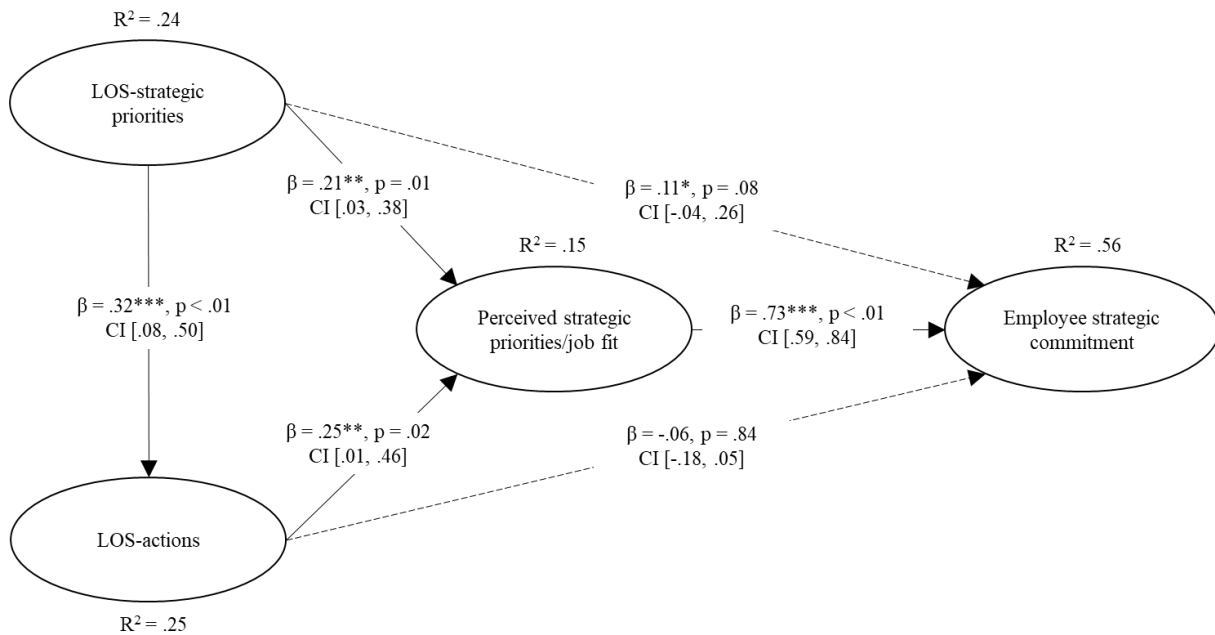 R² = .24
LOS-strategic
priorities
β = .21**, p = .01
CI [.03, .38]
β = .11*, p = .08
CI [-.04, .26]
R² = .15
R² = .56
β = .32***, p < .01
CI [.08, .50]
Perceived strategic
priorities/job fit
β = .73***, p < .01
CI [.59, .84]
Employee strategic
commitment
β = .25**, p = .02
CI [.01, .46]
β = -.06, p = .84
CI [-.18, .05]
LOS-actions
R² = .25